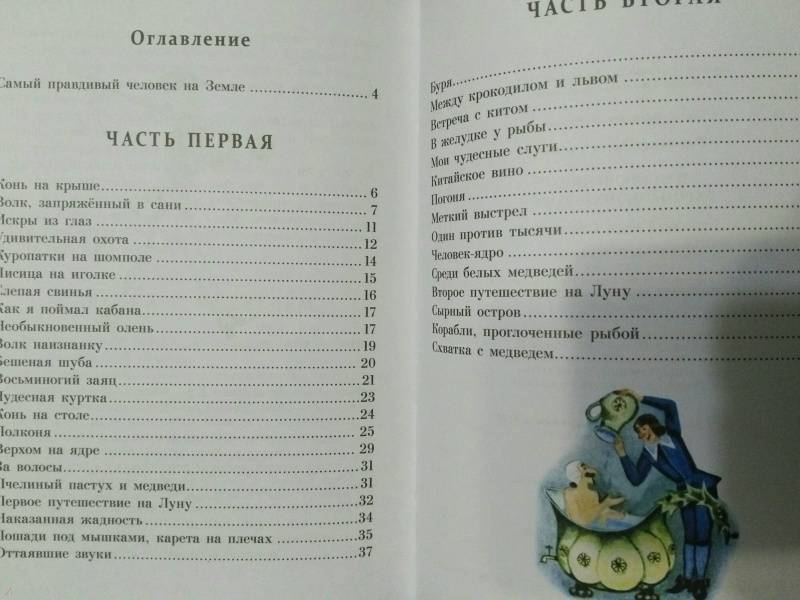 Оглавление
Самый правдивый человек на Земле 4
ЧАСТЬ ПЕРВАЯ
Конь на крыше 6
Волк, запряжённый в сани 7
Искры из глаз 11
Удивительная охота 12
Куропатки на шомполе 14
Лисица на иголке 15
Слепая свинья 16
Как я поймал кабана 17
Необыкновенный олень 17
Волк наизнанку 19
Бешеная шуба 20
Восьминогий заяц 21
Чудесная куртка 23
Конь на столе 24
Полконя 25
Верхом на ядре 29
За волосы 31
Пчелиный пастух и медведи 31
Первое путешествие на Луну 32
Наказанная жадность 34
Лошади под мышками, карета на плечах 35
Оттаявшие звуки 37
ЧАСТЬ ВТОРАЯ
Буря
Между крокодилом и львом
Встреча с китом
В желудке у рыбы
Мои чудесные слуги
Китайское вино
Погоня
Меткий выстрел
Один против тысячи
Человек-ядро
Среди белых медведей
Второе путешествие на Луну
Сырный остров
Корабли, проглоченные рыбой
Схватка с медведем